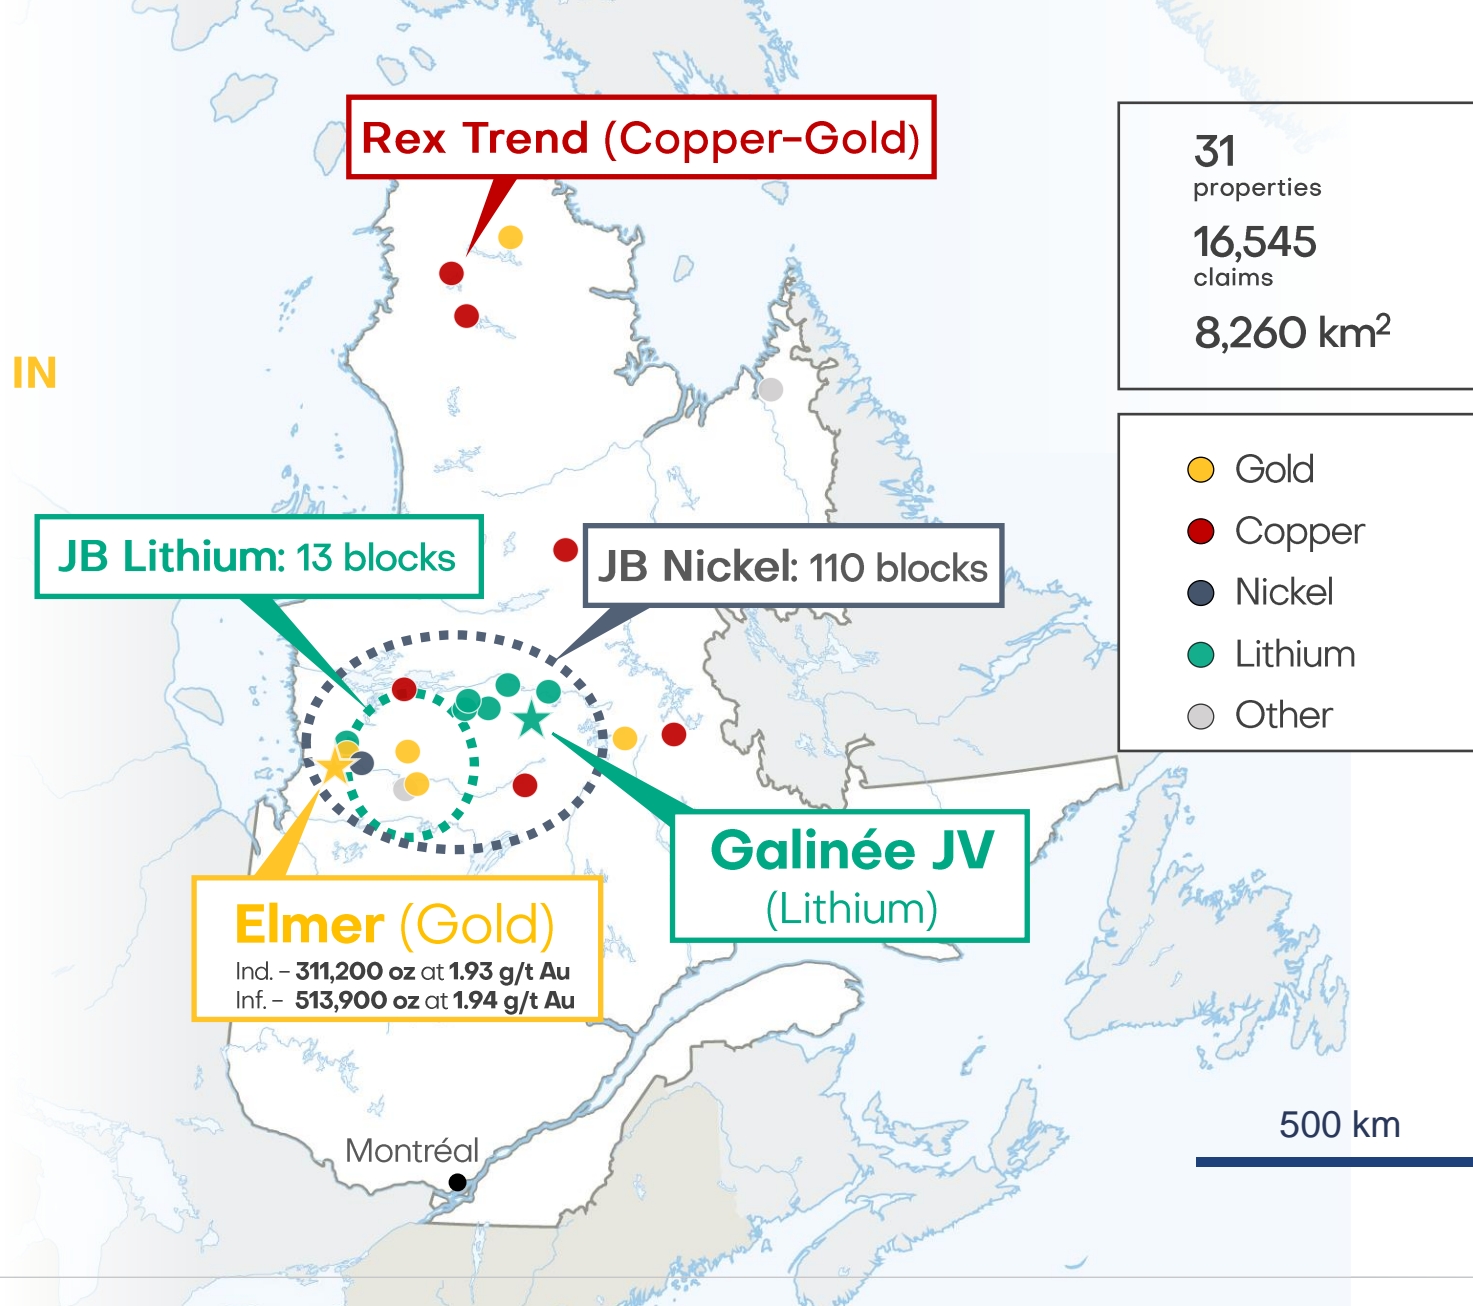 Rex Trend (Copper-Gold)
31
properties
16,545
claims
8,260 km²
IN
Gold
Copper
Nickel
Lithium
Other
JB Lithium: 13 blocks
JB Nickel: 110 blocks
Galinée JV
(Lithium)
Elmer (Gold)
Ind. – 311,200 oz at 1.93 g/t Au
Inf. – 513,900 oz at 1.94 g/t Au
Montréal
500 km